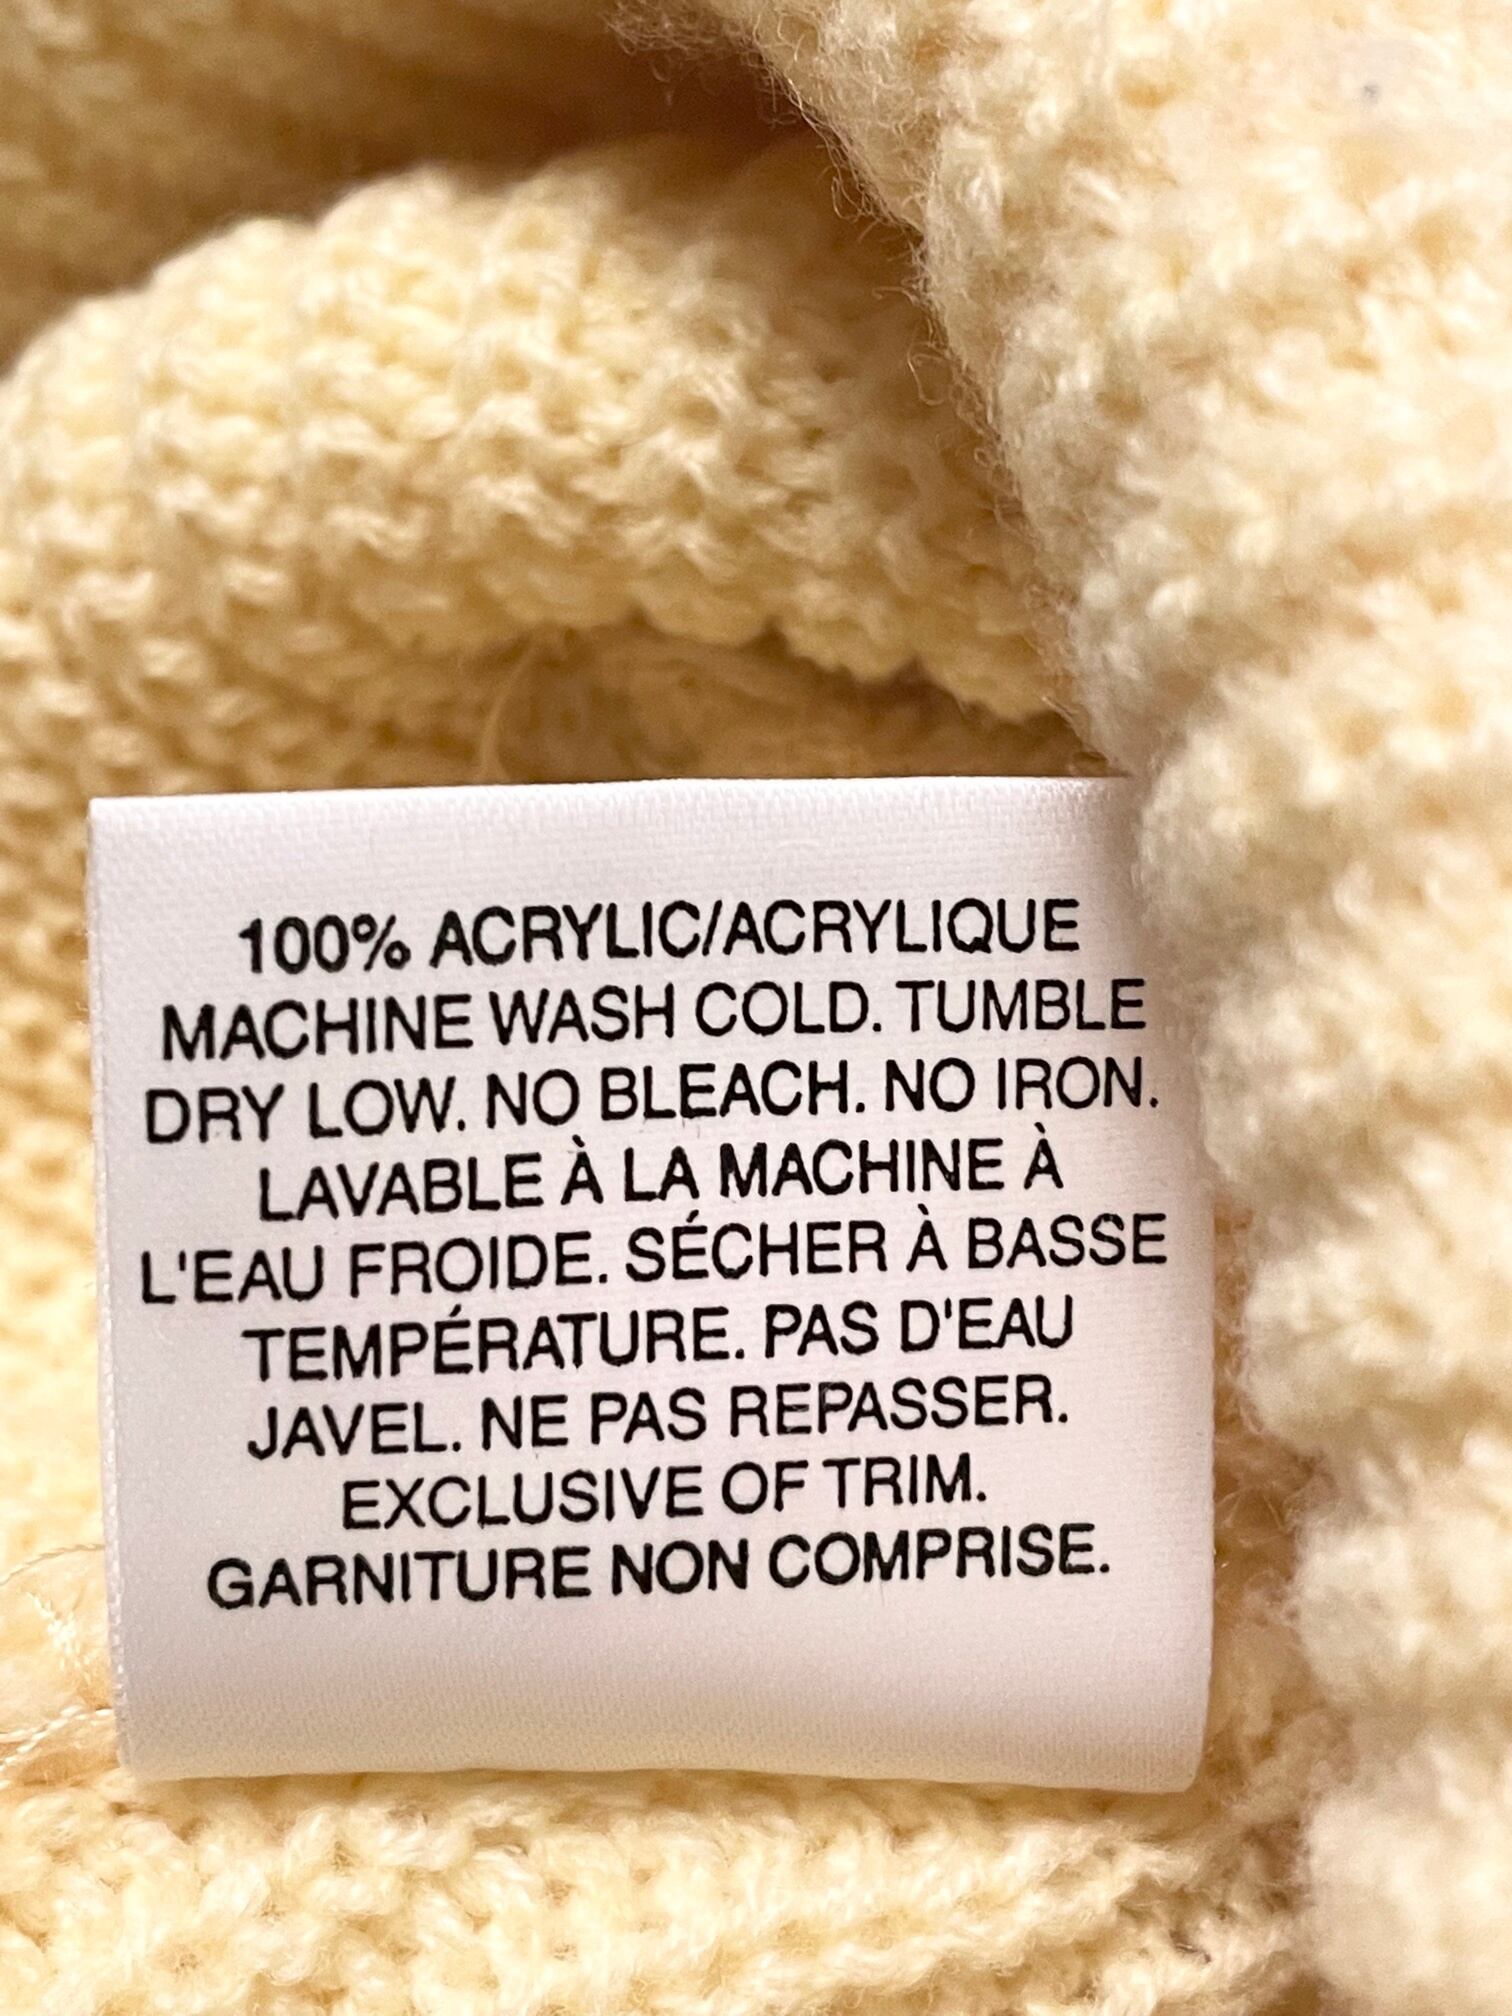 100% ACRYLIC/ACRYLIQUE
MACHINE WASH COLD. TUMBLE
DRY LOW. NO BLEACH. NO IRON.
LAVABLE À LA MACHINE À
L'EAU FROIDE. SÉCHER À BASSE
TEMPÉRATURE. PAS D'EAU
JAVEL. NE PAS REPASSER.
EXCLUSIVE OF TRIM.
GARNITURE NON COMPRISE.